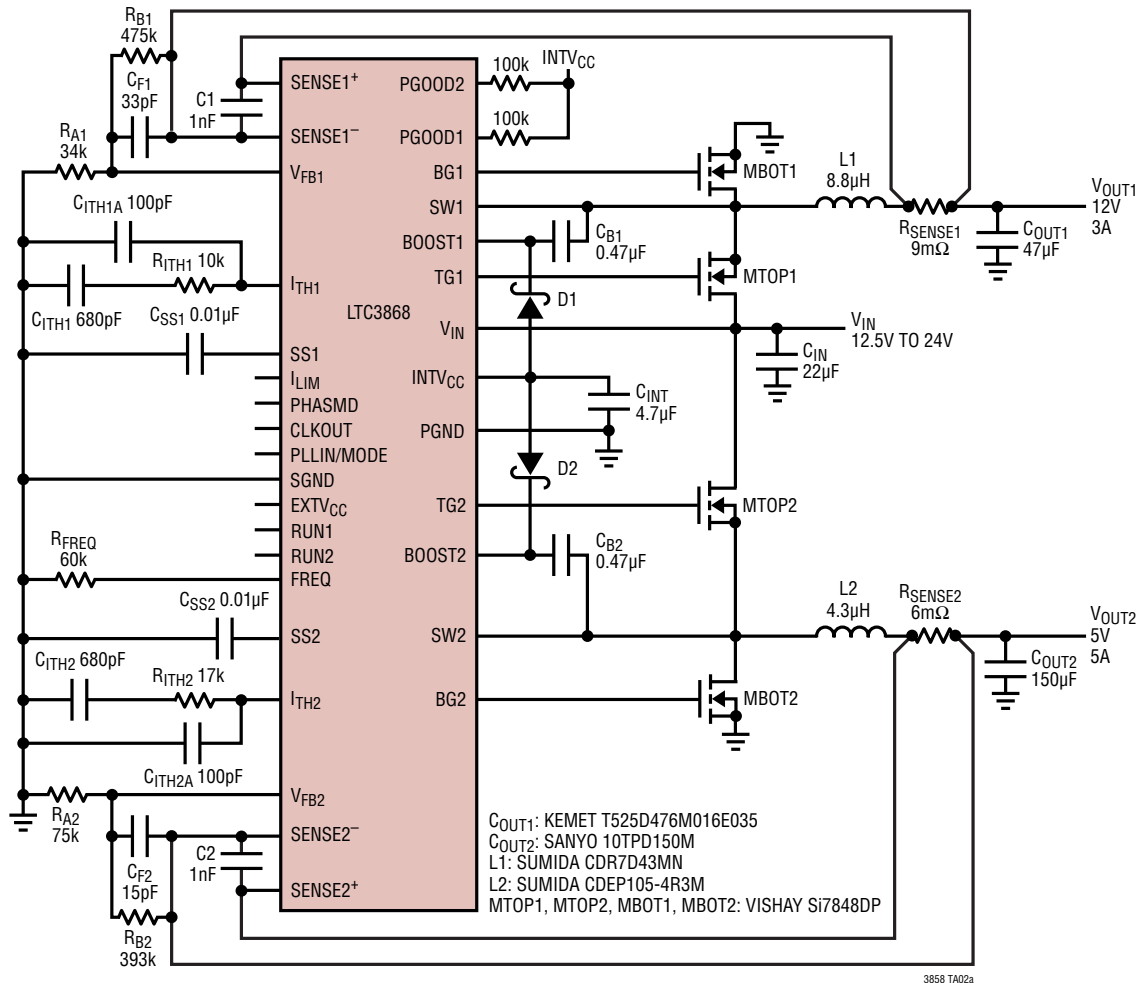 RB1
475k
CF1
33pF
RA1
34k
C1
1nF
CITH1A 100pF
RITH1 10k
CITH1 680pF
CSS1 0.01µF
RFREQ
60k
CSS2 0.01µF
CITH2 680pF
RITH2 17k
CITH2A 100pF
RA2
75k
CF2
15pF
C2
1nF
RB2
393k
SENSE1+
SENSE1–
VFB1
ITH1
SS1
ILIM
PHASMD
CLKOUT
PLLIN/MODE
SGND
EXTVCC
RUN1
RUN2
FREQ
SS2
ITH2
VFB2
SENSE2–
SENSE2+
LTC3868
PGOOD2
PGOOD1
BG1
SW1
BOOST1
TG1
VIN
INTVCC
PGND
TG2
BOOST2
SW2
BG2
100k
INTVCC
100k
MBOT1
L1
8.8µH
VOUT1
12V
3A
RSENSE1
9mΩ
COUT1
47µF
CB1
0.47µF
MTOP1
D1
VIN
12.5V TO 24V
CIN
22µF
CINT
4.7µF
D2
MTOP2
CB2
0.47µF
L2
4.3µH
RSENSE2
6mΩ
VOUT2
5V
5A
COUT2
150µF
MBOT2
COUT1: KEMET T525D476M016E035
COUT2: SANYO 10TPD150M
L1: SUMIDA CDR7D43MN
L2: SUMIDA CDEP105-4R3M
MTOP1, MTOP2, MBOT1, MBOT2: VISHAY Si7848DP
3858 TA02a